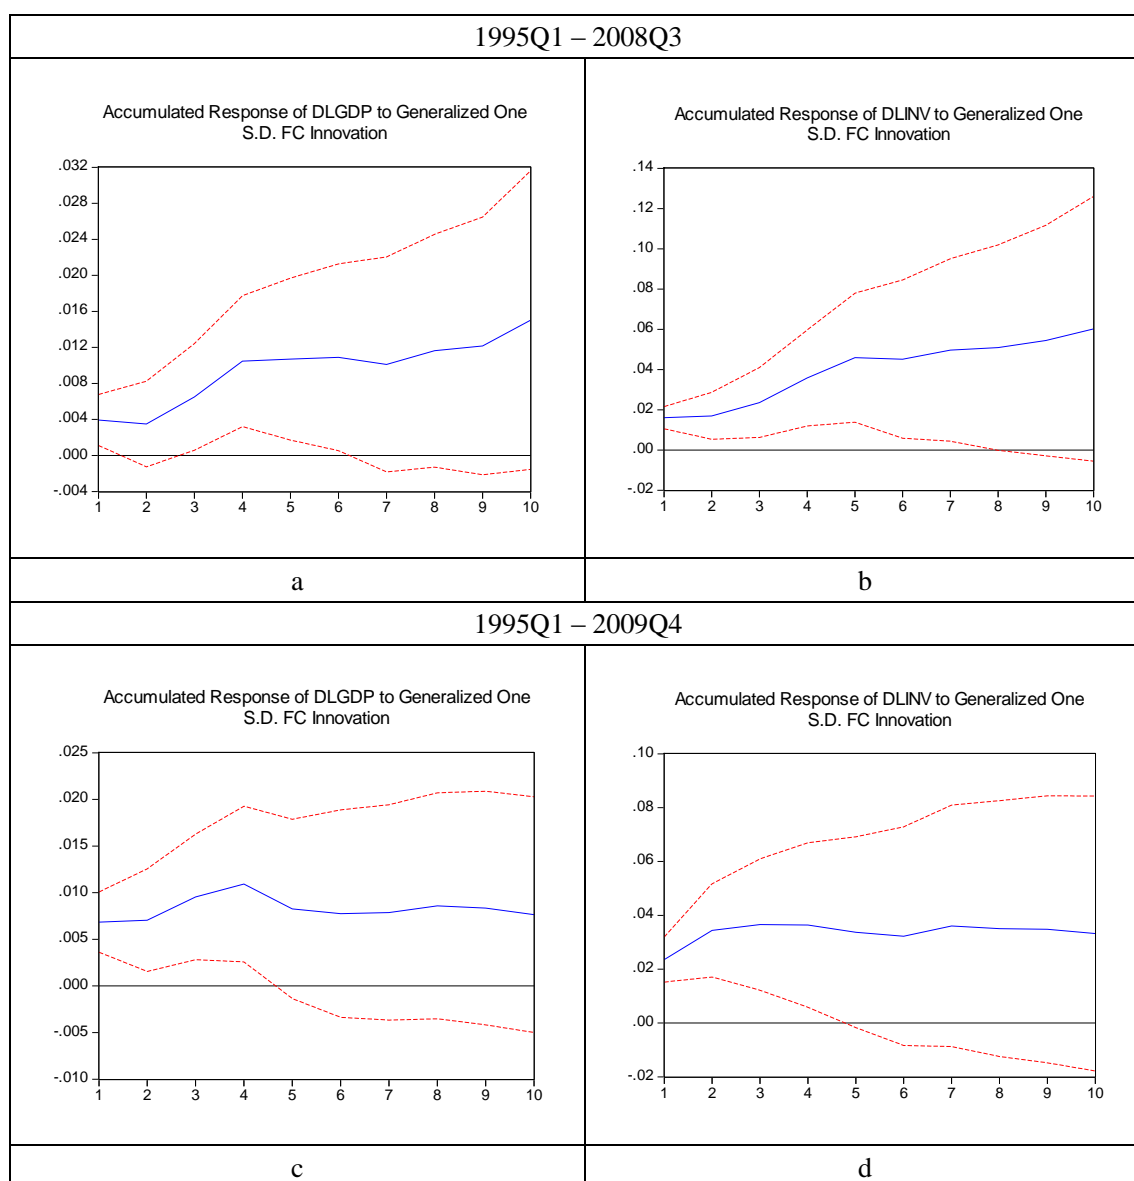 1995Q1 – 2008Q3
Accumulated Response of DLGDP to Generalized One
S.D. FC Innovation
.032
.028
.024
.020
.016
.012
.008
.004
.000
-.004
1 2 3 4 5 6 7 8 9 10
Accumulated Response of DLINV to Generalized One
S.D. FC Innovation
.14
.12
.10
.08
.06
.04
.02
.00
-.02
1 2 3 4 5 6 7 8 9 10
a
b
1995Q1 – 2009Q4
Accumulated Response of DLGDP to Generalized One
S.D. FC Innovation
.025
.020
.015
.010
.005
.000
-.005
-.010
1 2 3 4 5 6 7 8 9 10
Accumulated Response of DLINV to Generalized One
S.D. FC Innovation
.10
.08
.06
.04
.02
.00
-.02
1 2 3 4 5 6 7 8 9 10
c
d